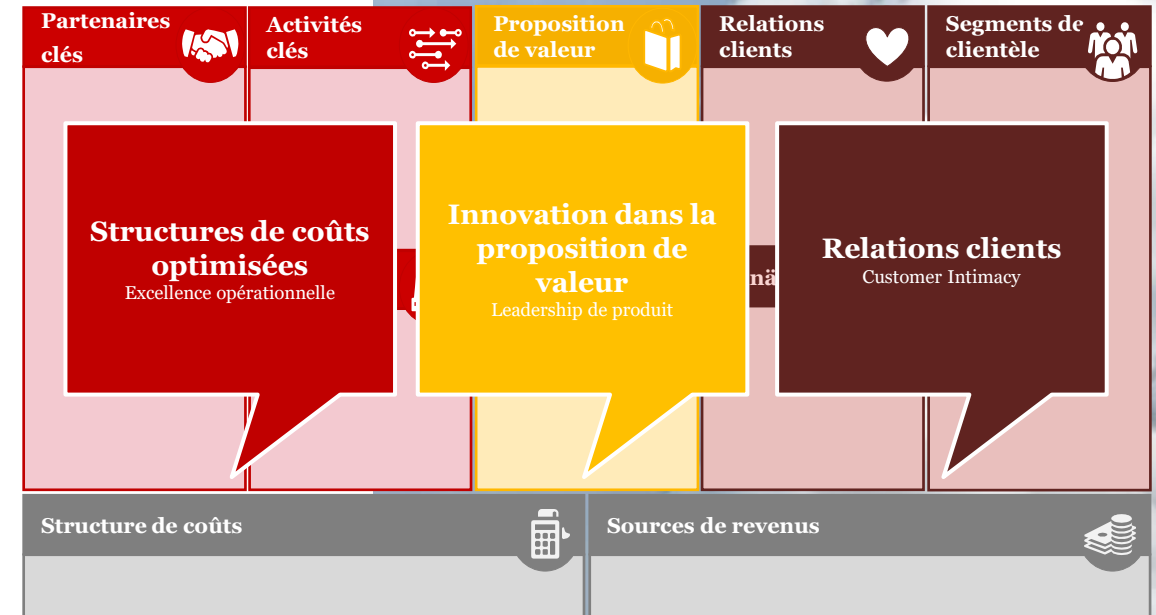 Partenaires
clés
Activités
clés
Proposition
de valeur
Relations
clients
Segments de
clientèle
Structures de coûts
optimisées
Excellence opérationnelle
Innovation dans la
proposition de
valeur
Leadership de produit
Relations clients
Customer Intimacy
Structure de coûts
Sources de revenus